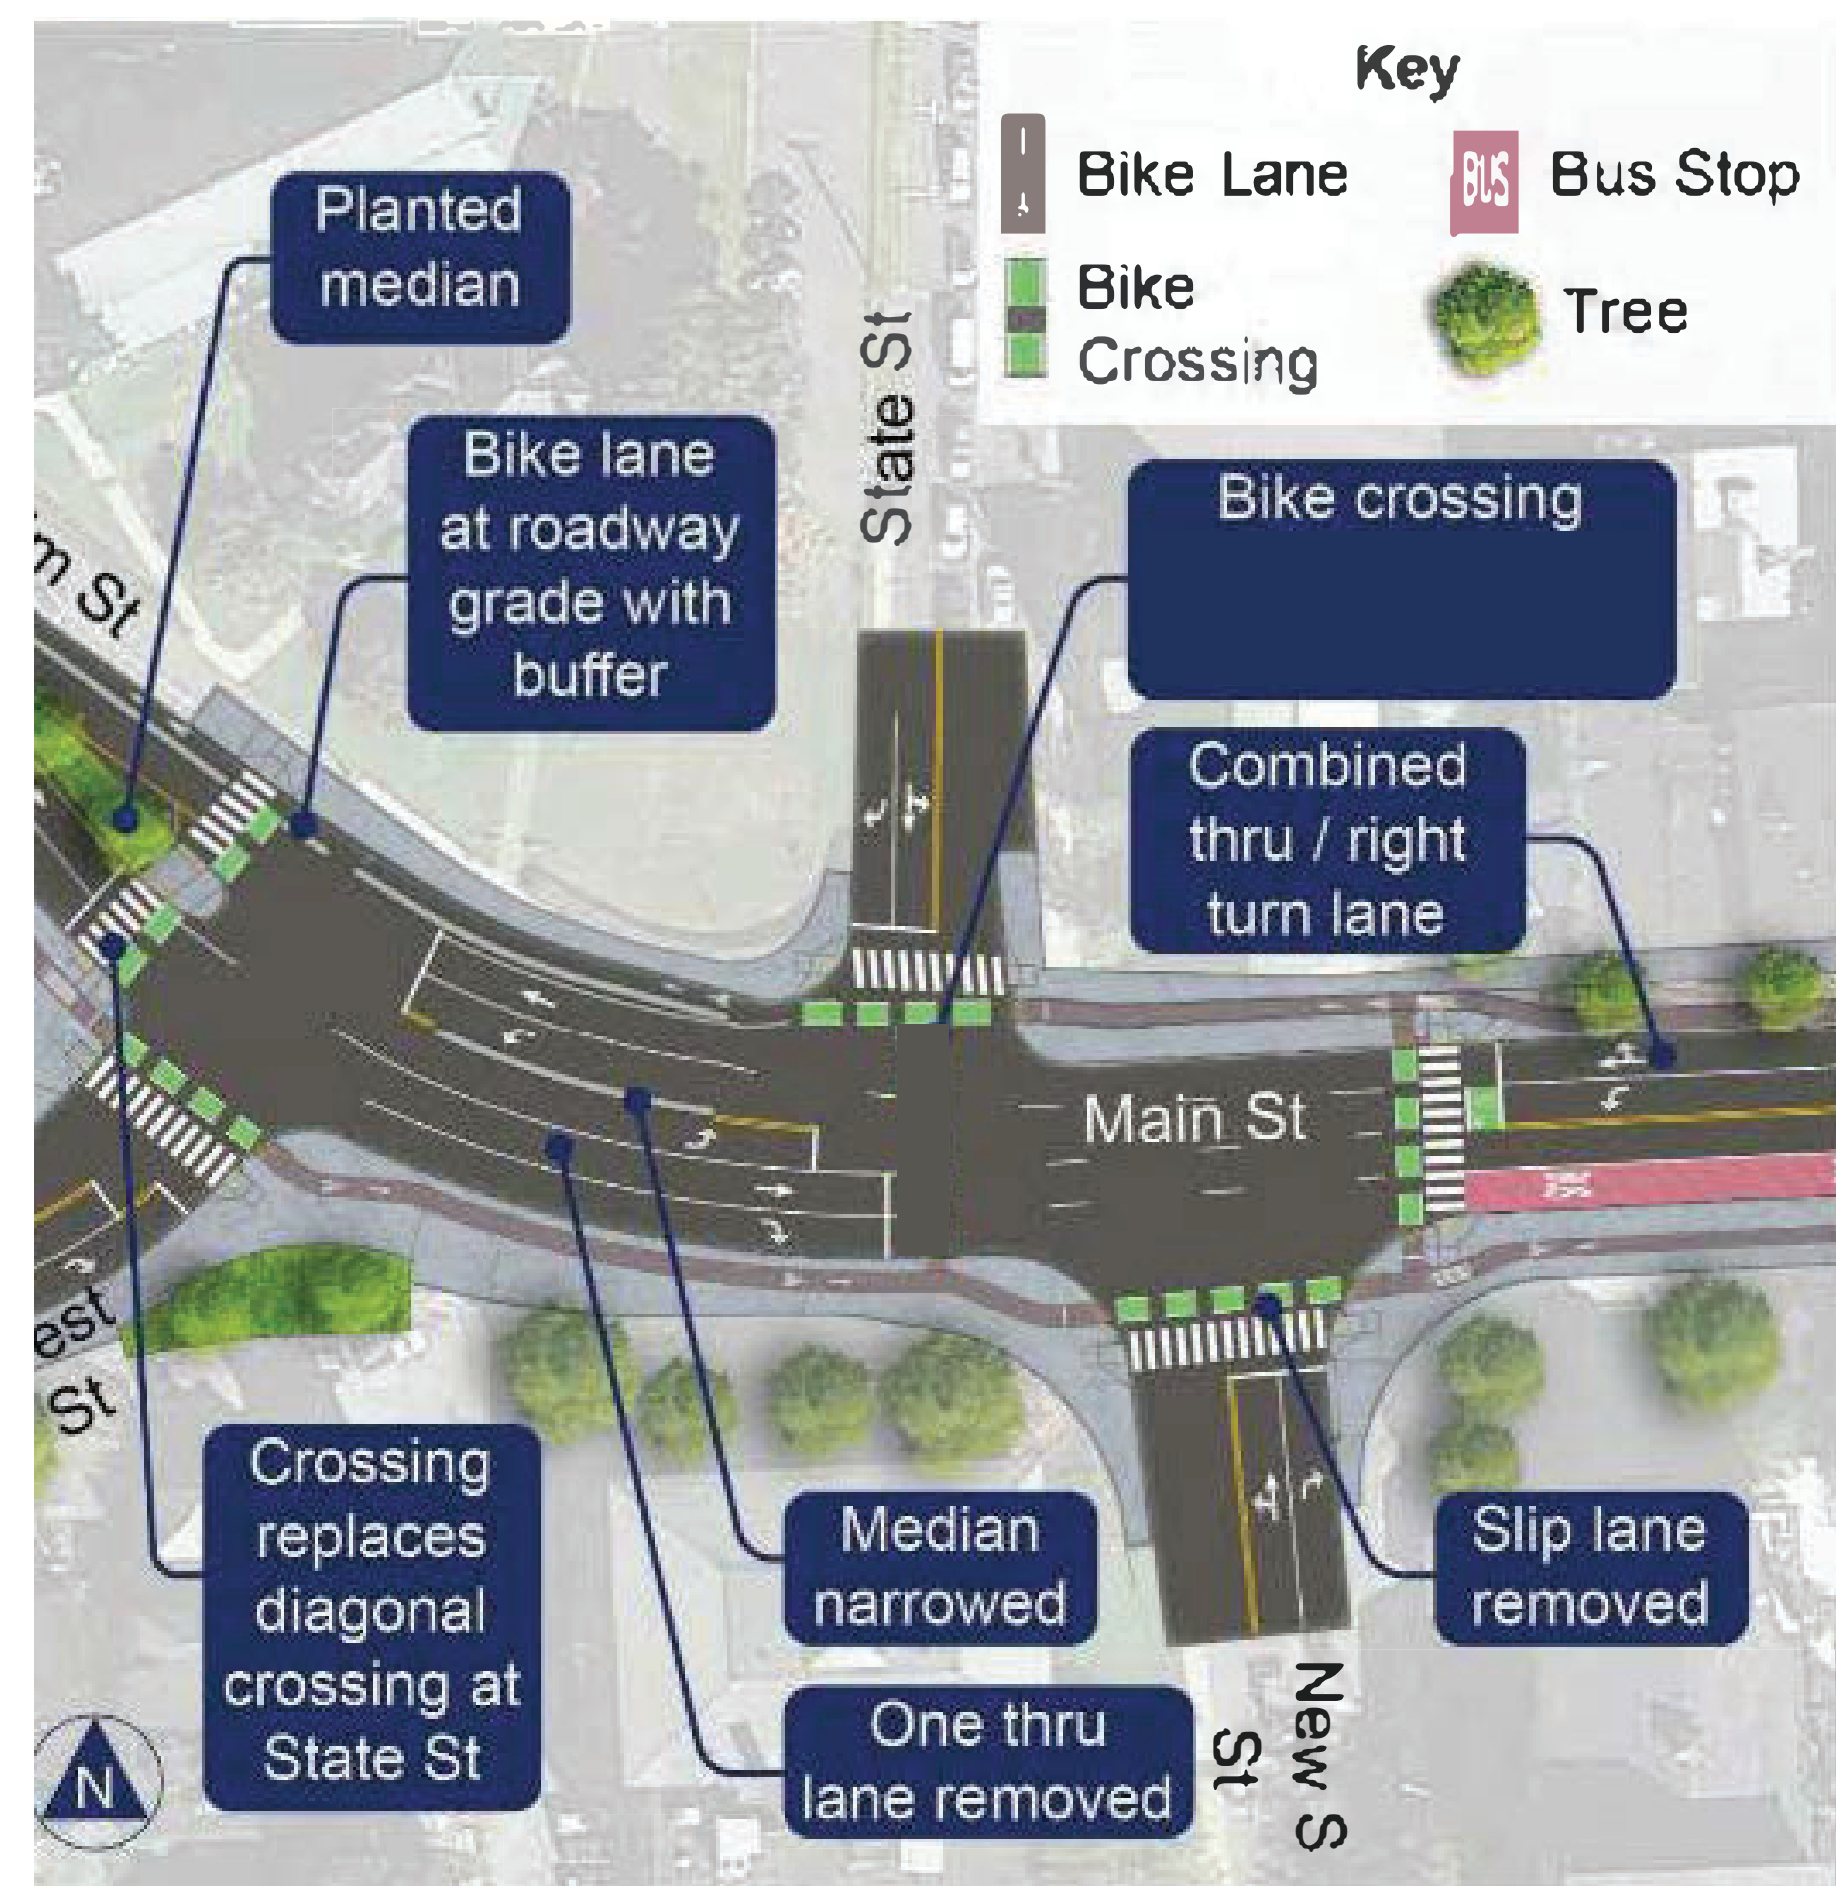 Key
Bike Lane
BUS
Bus Stop
Bike
Crossing
Tree
Planted
median
State St
Bike lane
at roadway
grade with
buffer
Bike crossing
m St
Combined
thru / right
turn lane
Main St
est
St
Crossing
replaces
diagonal
crossing at
State St
Median
narrowed
Slip lane
removed
One thru
lane removed
New S
St
N